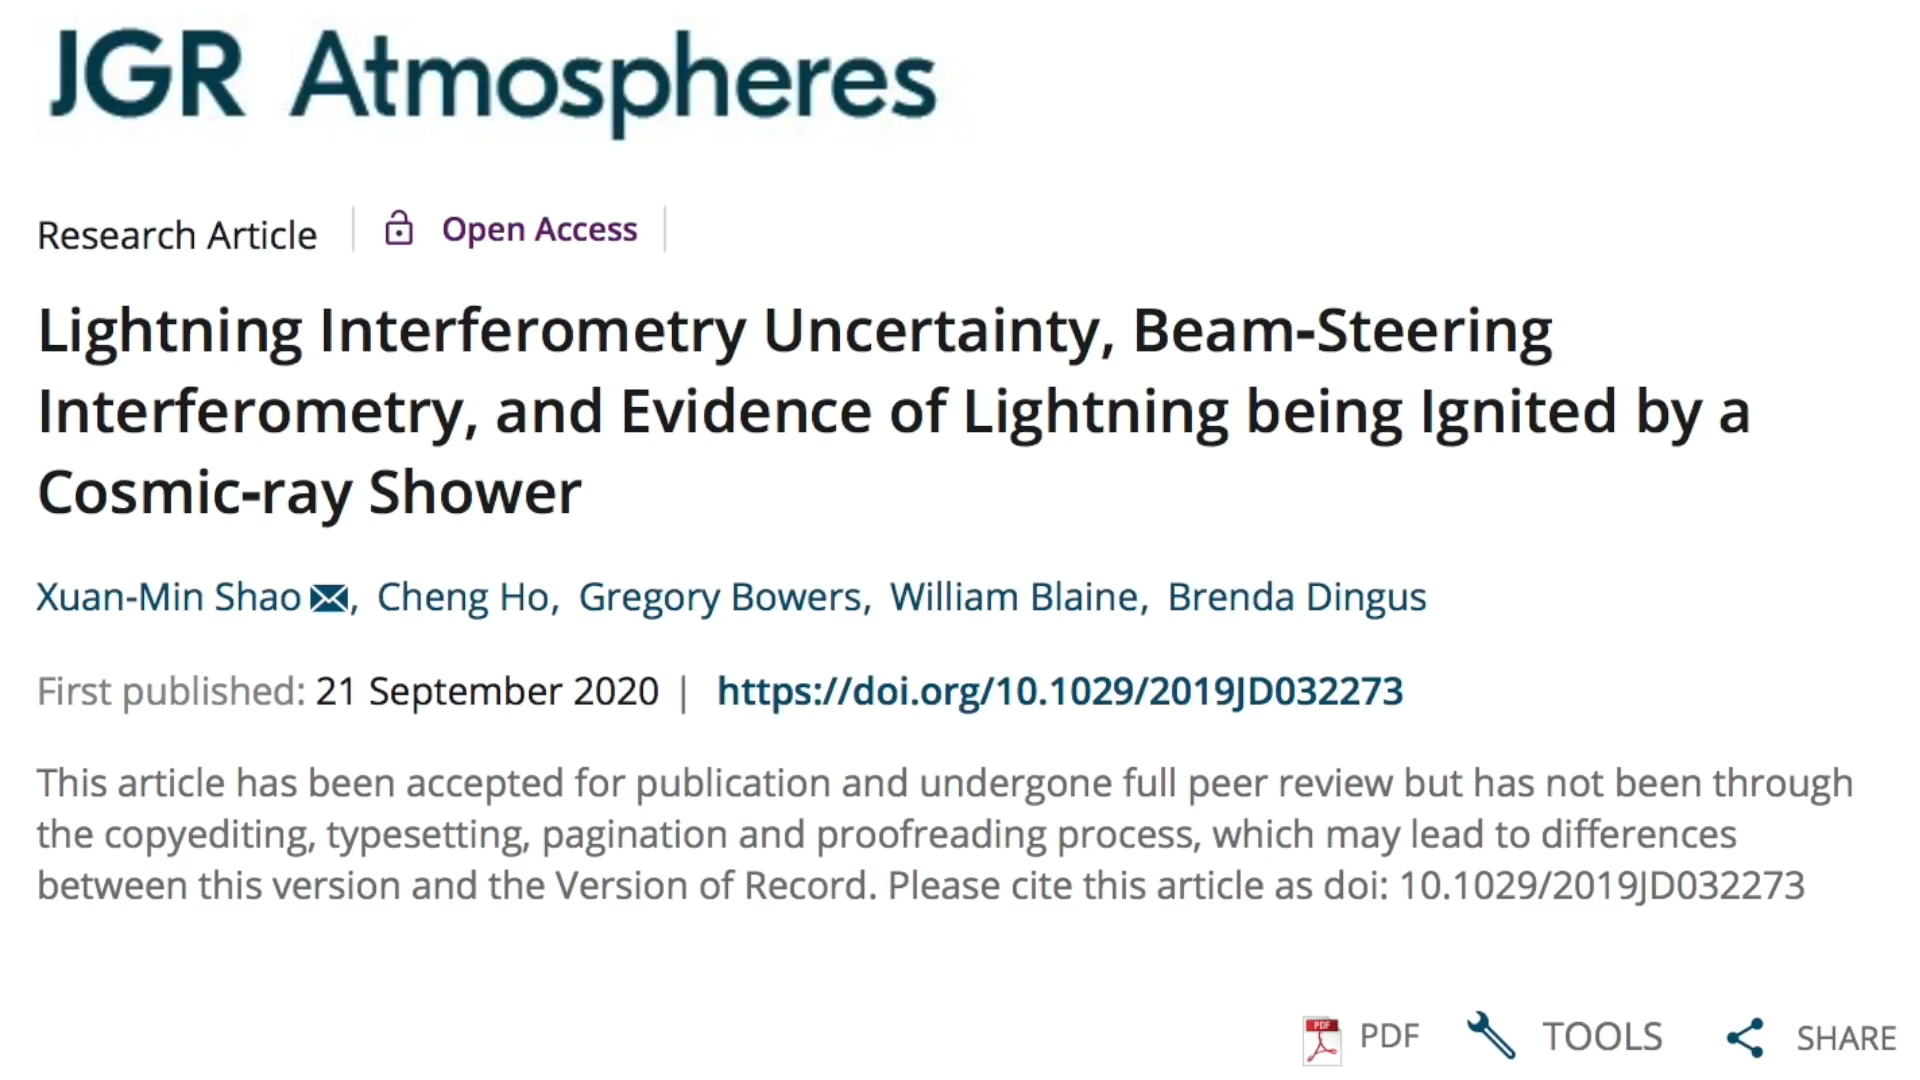 JGR Atmospheres
Research Article Open Access
Lightning Interferometry Uncertainty, Beam-Steering
Interferometry, and Evidence of Lightning being Ignited by a
Cosmic-ray Shower
Xuan-Min Shao, Cheng Ho, Gregory Bowers, William Blaine, Brenda Dingus
First published: 21 September 2020 | https://doi.org/10.1029/2019JD032273
This article has been accepted for publication and undergone full peer review but has not been through
the copyediting, typesetting, pagination and proofreading process, which may lead to differences
between this version and the Version of Record. Please cite this article as doi: 10.1029/2019JD032273
PDF PDF TOOLS SHARE